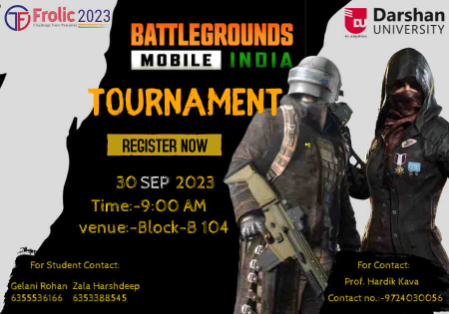 Frolic 2023
Darshan
UNIVERSITY
BATTLEGROUNDS
MOBILE INDIA
TOURNAMENT
REGISTER NOW
30 SEP 2023
Time:-9:00 AM
venue:-Block-B 104
For Student Contact:
Gelani Rohan Zala Harshdeep
6355536166 6353388545
For Contact:
Prof. Hardik Kava
Contact no.:-9724030056